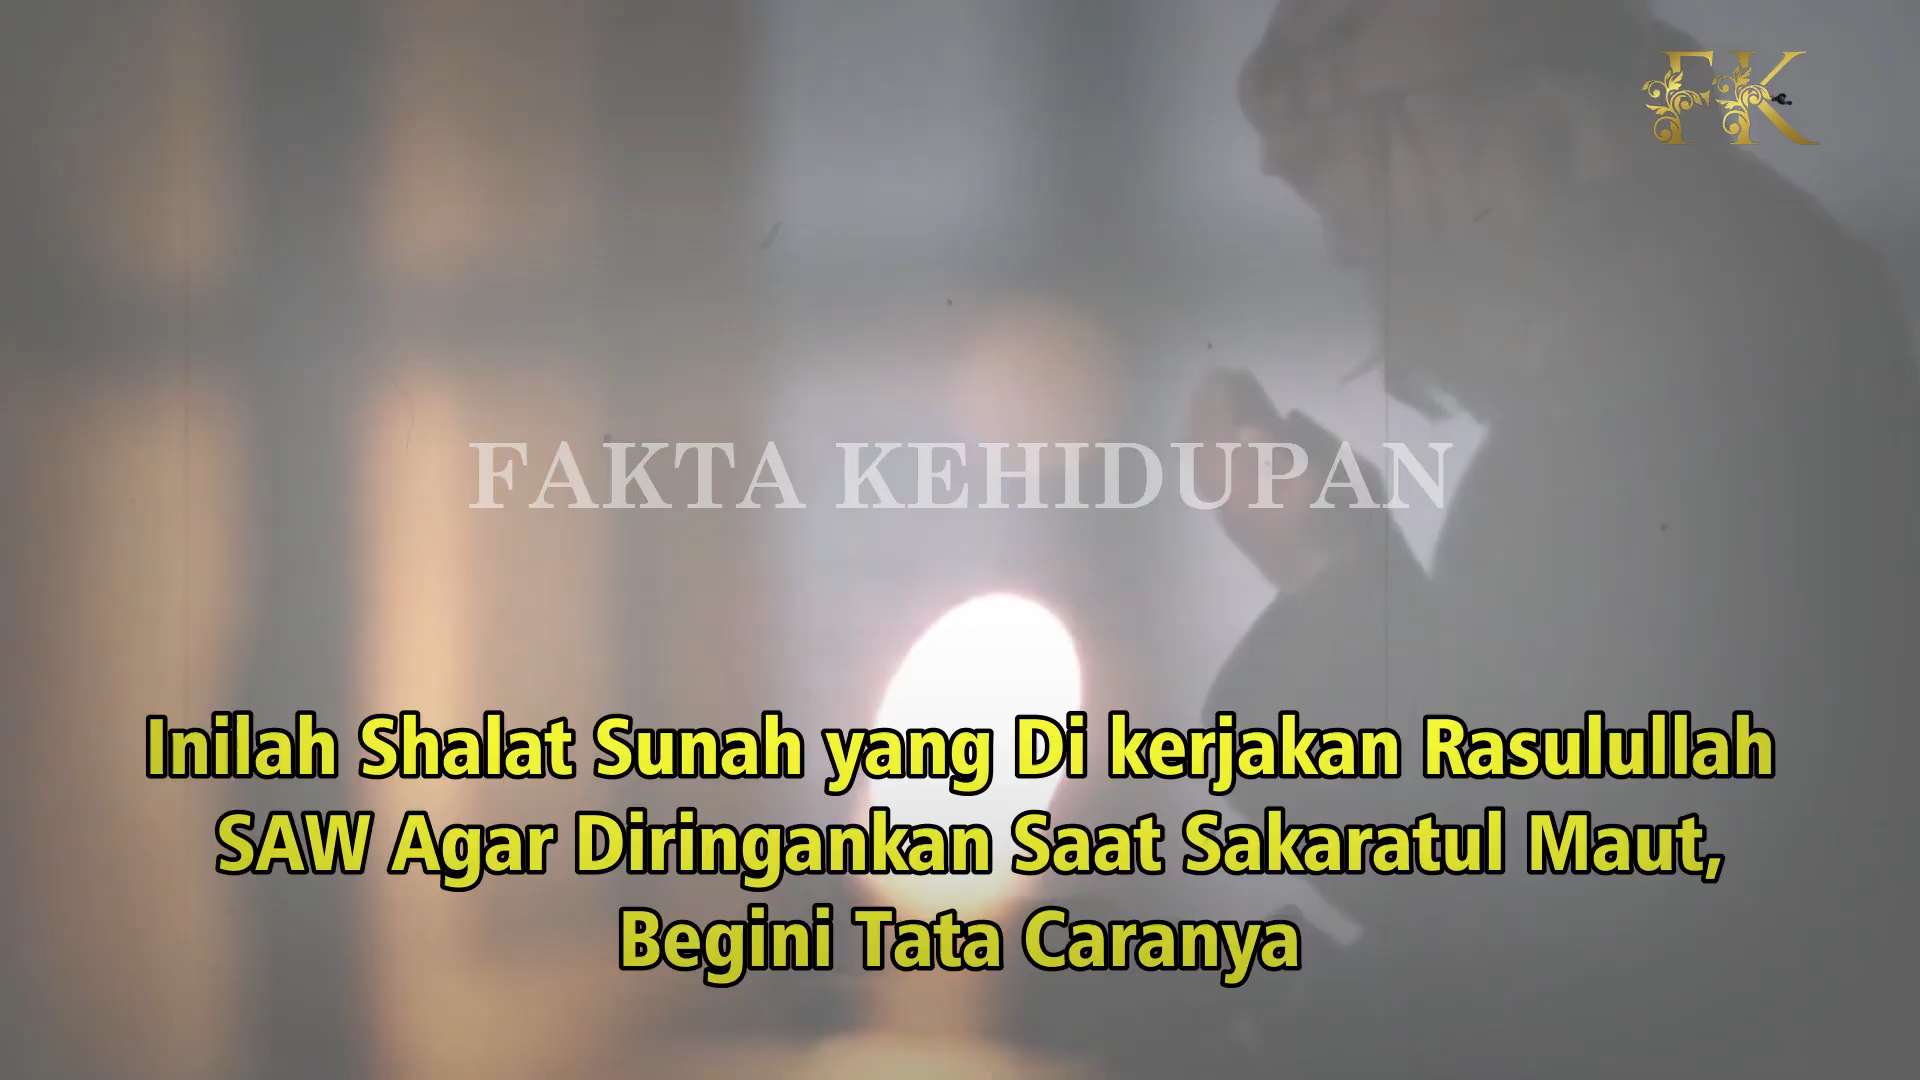 FK
FAKTA KEHIDUPAN
Inilah Shalat Sunah yang Di kerjakan Rasulullah
SAW Agar Diringankan Saat Sakaratul Maut,
Begini Tata Caranya